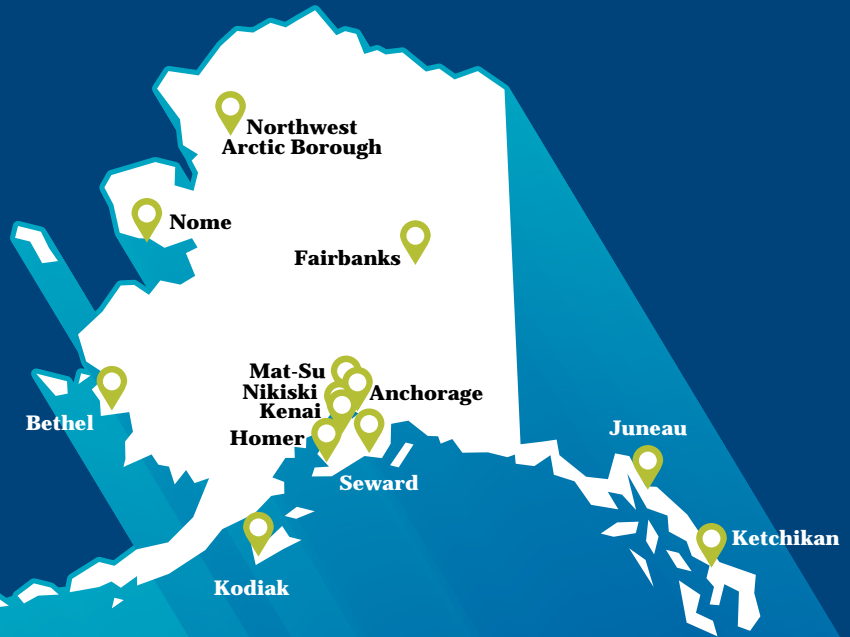 Northwest
Arctic Borough
Nome
Fairbanks
Mat-Su
Nikiski
Anchorage
Kenai
Bethel
Homer
Juneau
Seward
Ketchikan
Kodiak